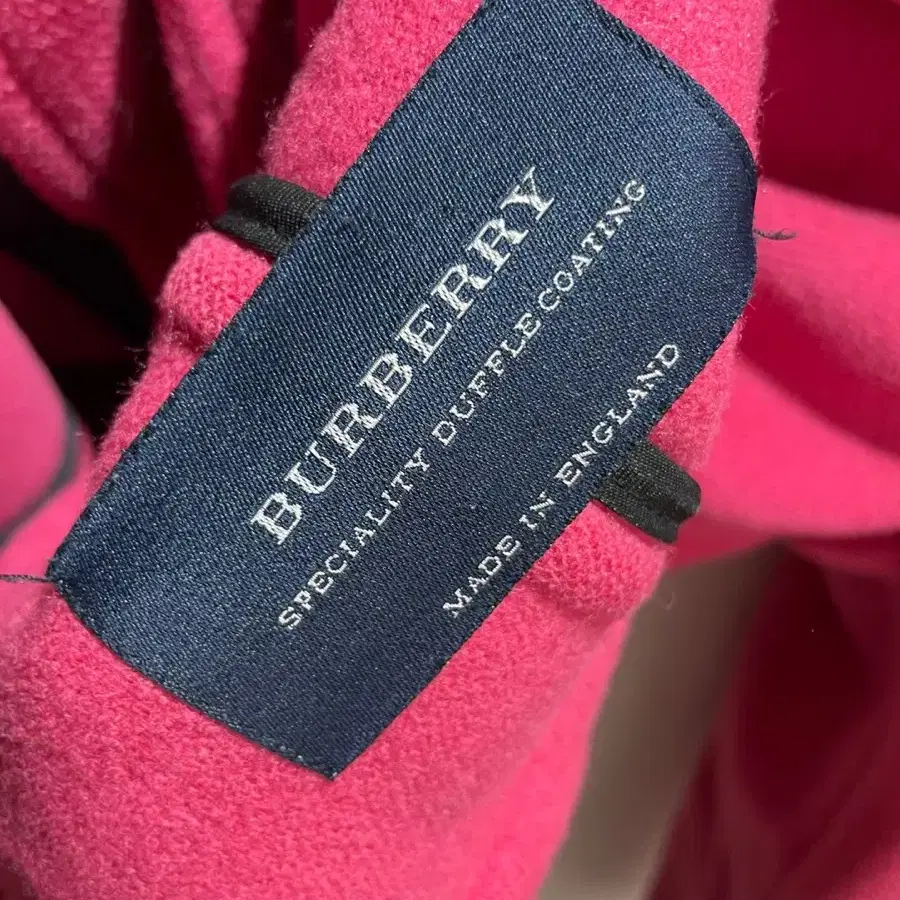 BURBERRY
SPECIALITY DUFFLE COATING
MADE IN ENGLAND